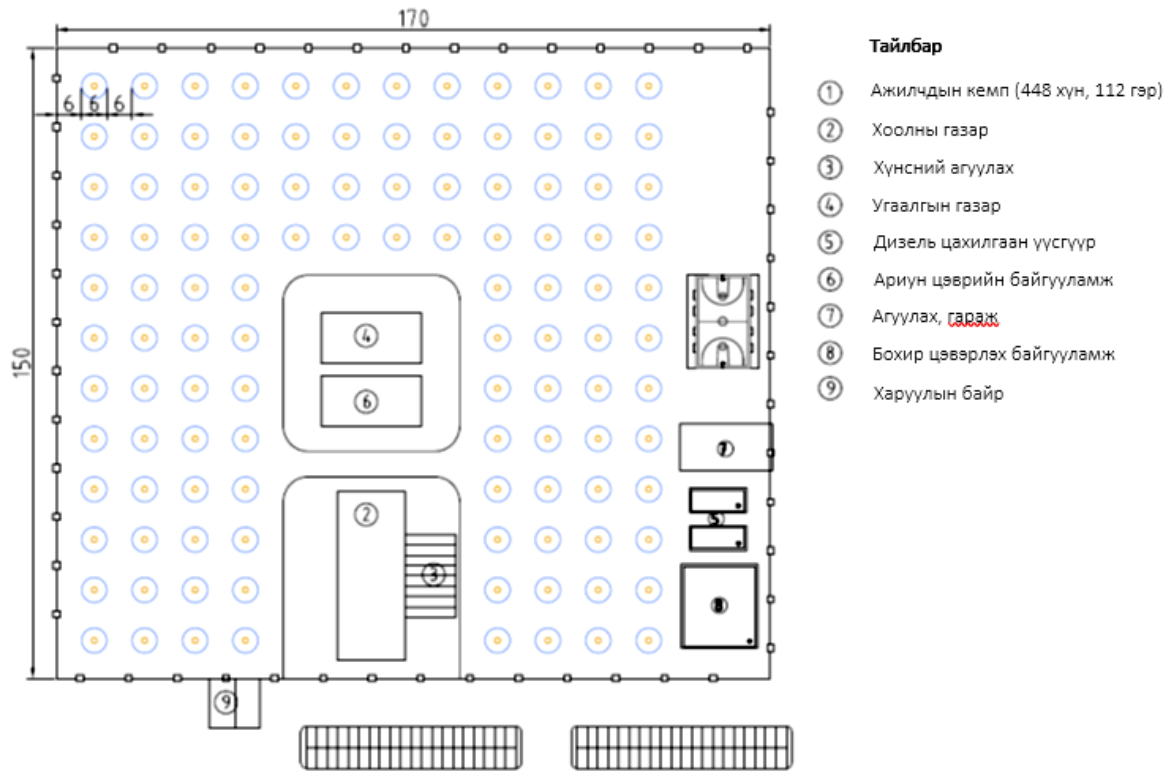 170
6 6 6
150
4
6
2
3
7
5
8
9
Тайлбар
1 Ажилчдын кемп (448 хүн, 112 гэр)
2 Хоолны газар
3 Хүнсний агуулах
4 Угаалгын газар
5 Дизель цахилгаан үүсгүүр
6 Ариун цэврийн байгууламж
7 Агуулах, гараж
8 Бохир цэвэрлэх байгууламж
9 Харуулын байр